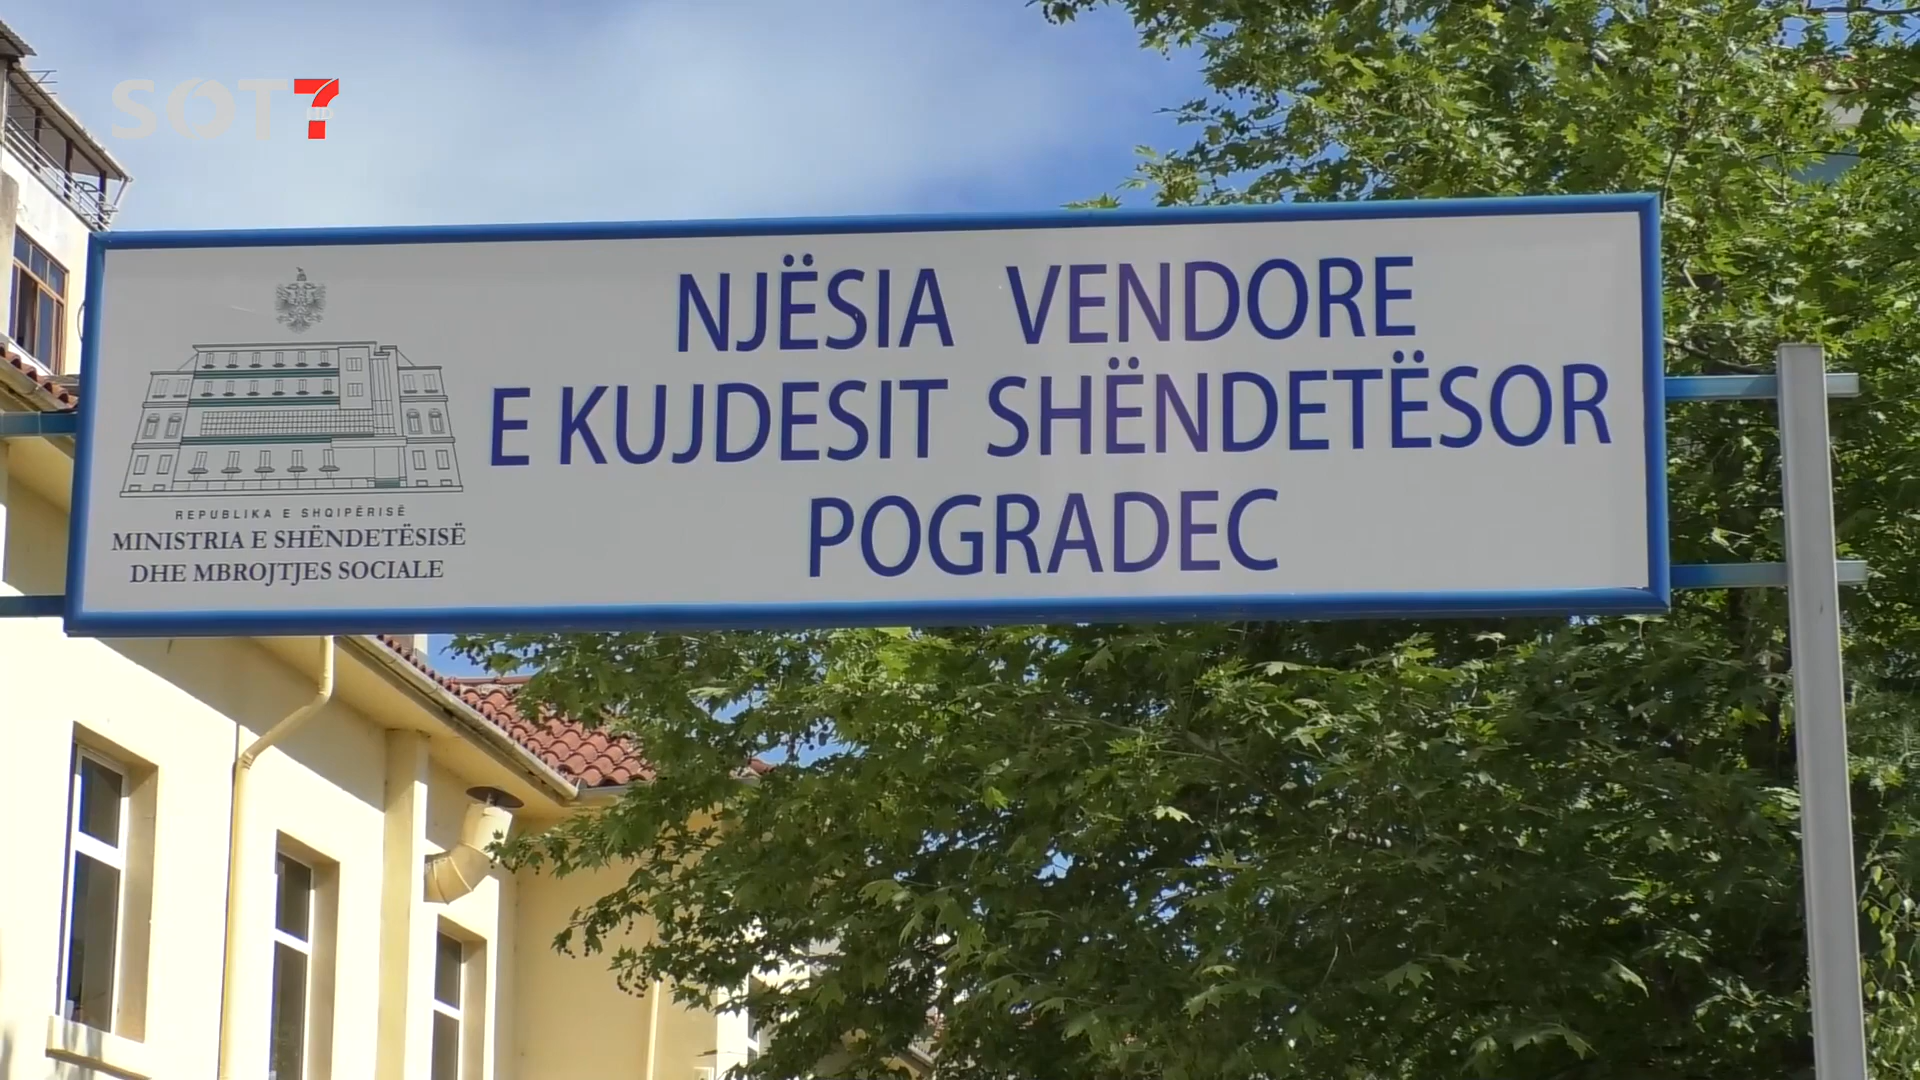 SOT7
NJËSIA VENDORE
E KUJDESIT SHËNDETËSOR
POGRADEC
REPUBLIKA E SHQIPËRISË
MINISTRIA E SHËNDETËSISË
DHE MBROJTJES SOCIALE